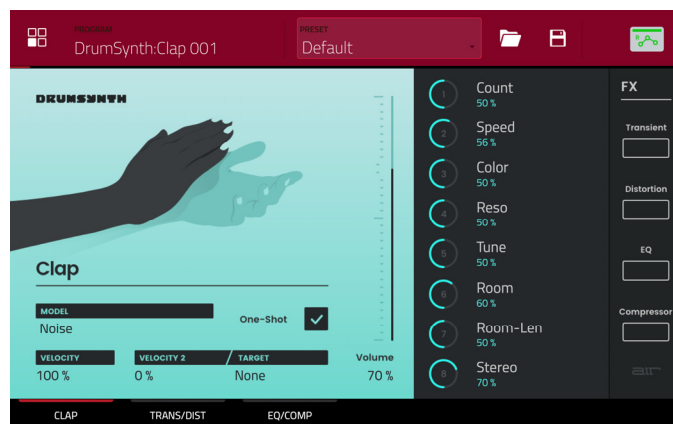 PROGRAM
DrumSynth:Clap 001
PRESET
Default
R
DRUMSYNTH
Clap
MODEL
Noise
One-Shot
VELOCITY
100 %
VELOCITY 2
0 %
TARGET
None
Volume
70 %
1
Count
50 %
2
Speed
56 %
3
Color
50 %
4
Reso
50 %
5
Tune
50 %
6
Room
60 %
7
Room-Len
50 %
8
Stereo
70 %
FX
Transient
Distortion
EQ
Compressor
air
CLAP
TRANS/DIST
EQ/COMP